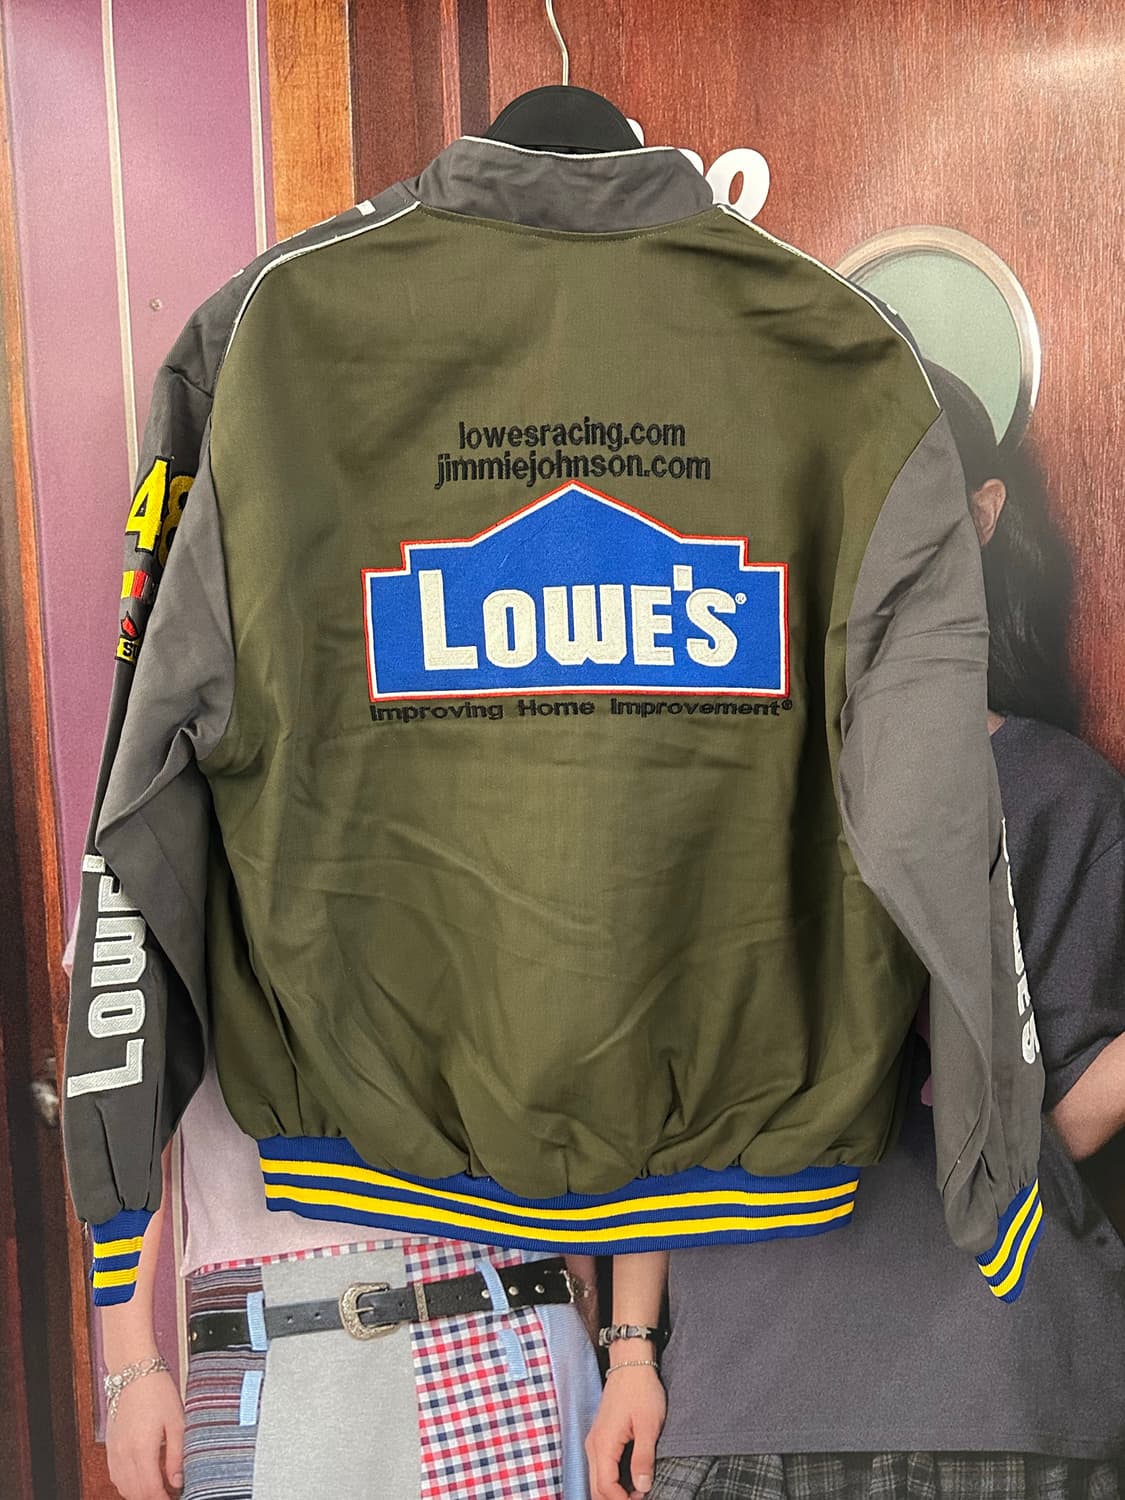 lowesracing.com
jimmiejohnson.com
LOWE'S®
Improving Home Improvement®
48
LOWE'